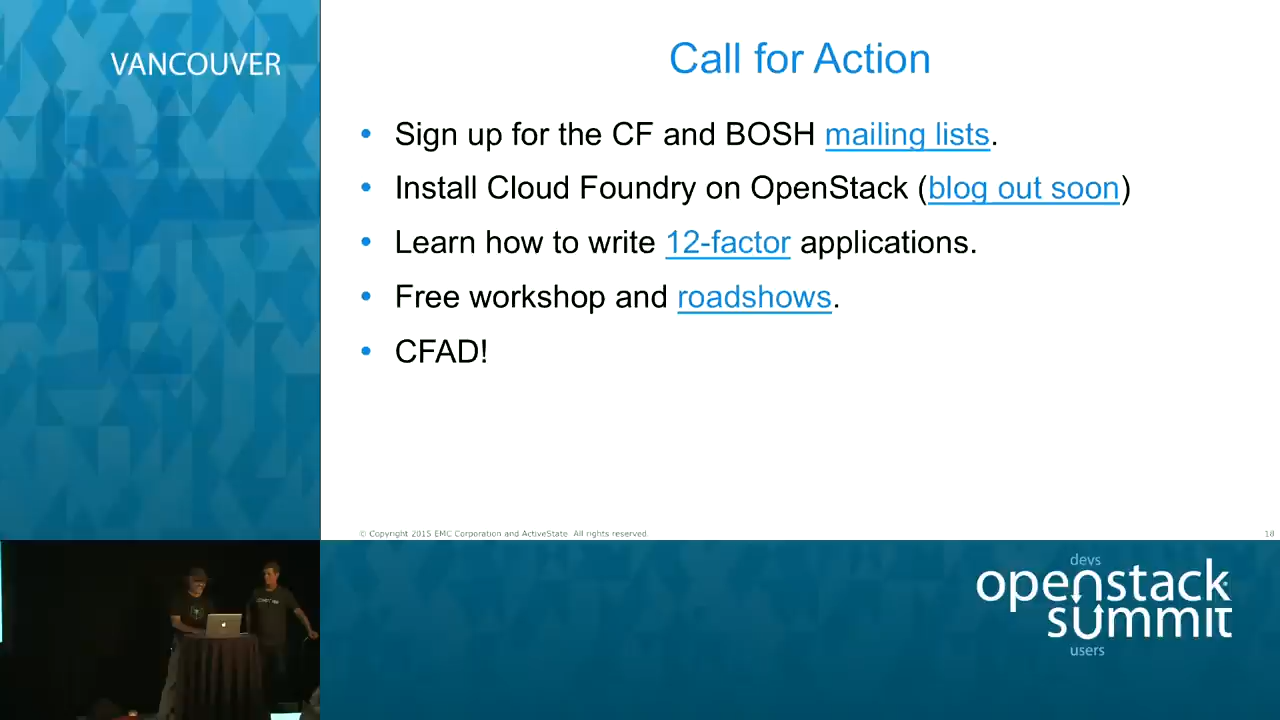 VANCOUVER
Call for Action
• Sign up for the CF and BOSH mailing lists.
• Install Cloud Foundry on OpenStack (blog out soon)
• Learn how to write 12-factor applications.
• Free workshop and roadshows.
• CFAD!
© Copyright 2015 EMC Corporation and ActiveState All rights reserved
18
devs
openstack
summit
users